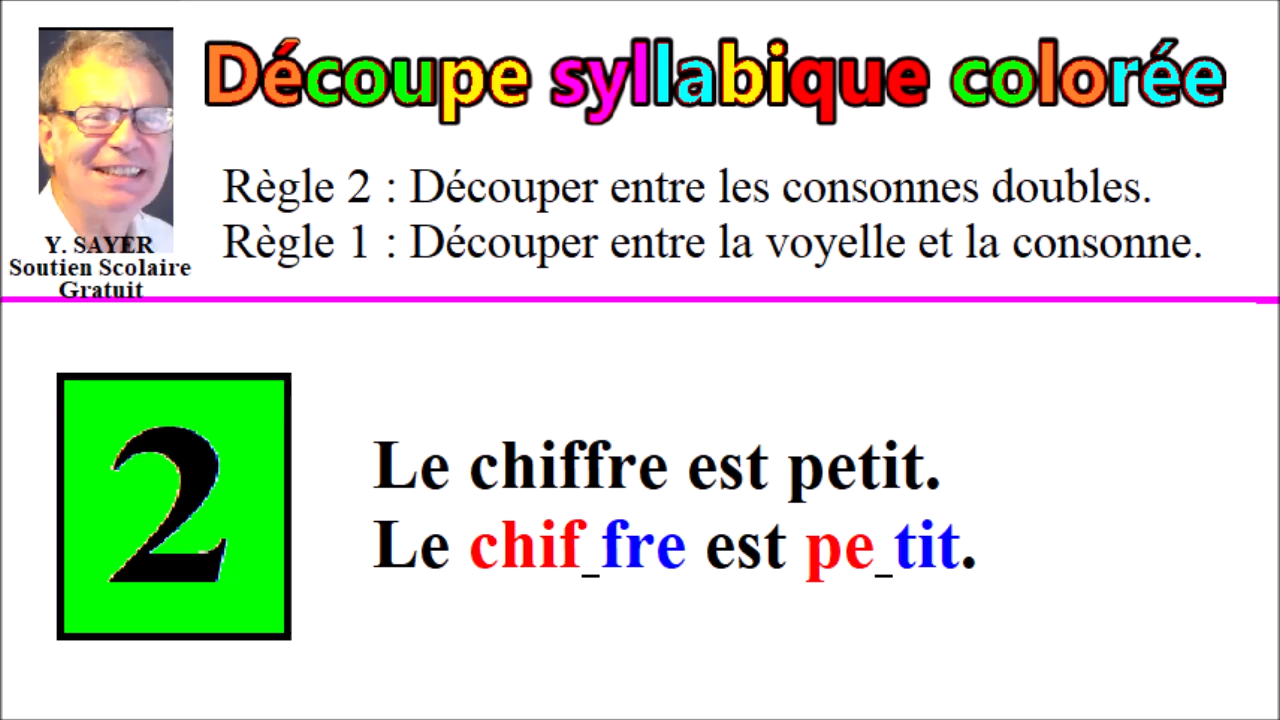 Découpe syllabique colorée
Règle 2 : Découper entre les consonnes doubles.
Règle 1 : Découper entre la voyelle et la consonne.
Y. SAYER
Soutien Scolaire
Gratuit
2
Le chiffre est petit.
Le chif_fre est pe_tit.